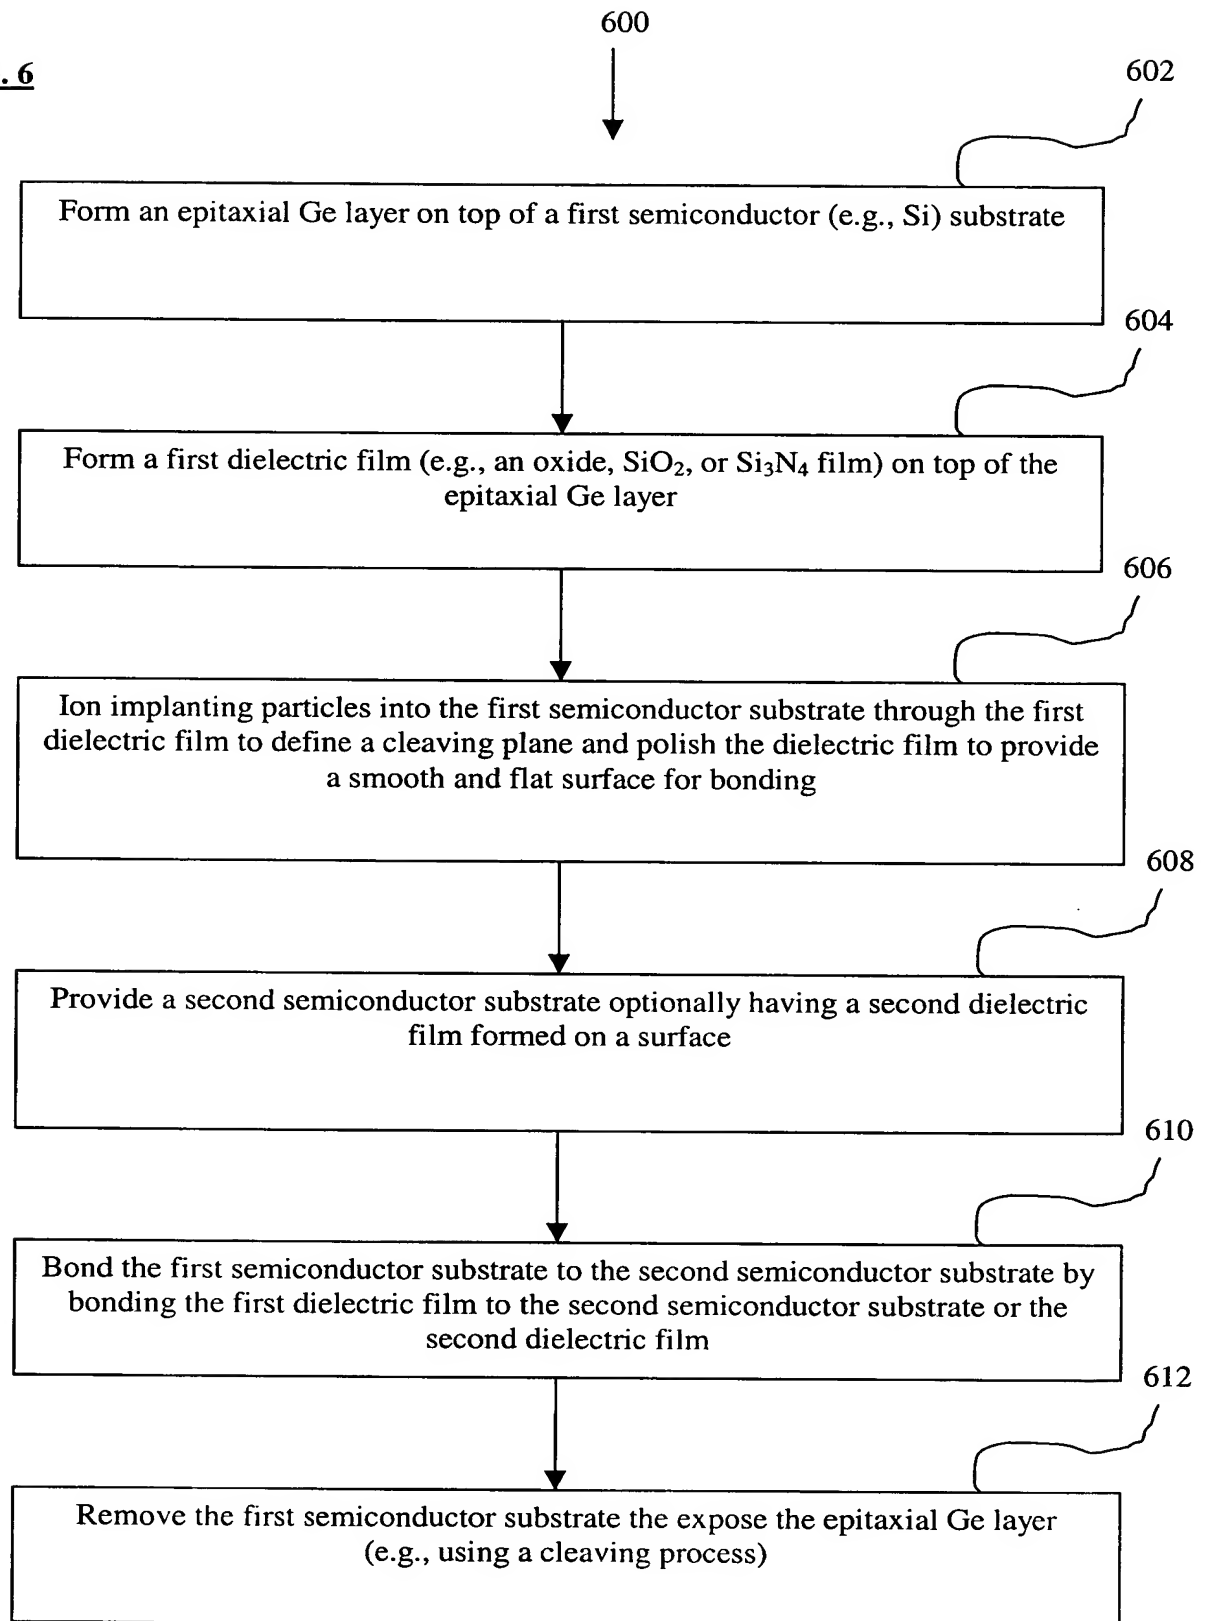 600
. 6
602
Form an epitaxial Ge layer on top of a first semiconductor (e.g., Si) substrate
604
Form a first dielectric film (e.g., an oxide, SiO₂, or Si₃N₄ film) on top of the
epitaxial Ge layer
606
Ion implanting particles into the first semiconductor substrate through the first
dielectric film to define a cleaving plane and polish the dielectric film to provide
a smooth and flat surface for bonding
608
Provide a second semiconductor substrate optionally having a second dielectric
film formed on a surface
610
Bond the first semiconductor substrate to the second semiconductor substrate by
bonding the first dielectric film to the second semiconductor substrate or the
second dielectric film
612
Remove the first semiconductor substrate the expose the epitaxial Ge layer
(e.g., using a cleaving process)